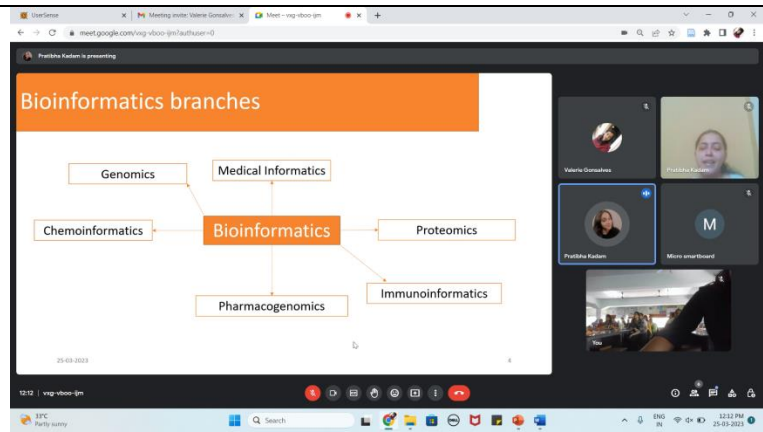 UserSense
Meeting invite: Valerie Gonsalves
Meet – vxg-vboo-ijm
meet.google.com/vxg-vboo-ijm?authuser=0
Pratibha Kadam is presenting
Bioinformatics branches
Genomics
Medical Informatics
Chemoinformatics
Bioinformatics
Proteomics
Immunoinformatics
Pharmacogenomics
25-03-2023
Valerie Gonsalves
Pratibha Kadam
Pratibha Kadam
M
Micro smartboard
You
12:12 | vxg-vboo-ijm
33°C
Partly sunny
Search
ENG
IN
12:12 PM
25-03-2023